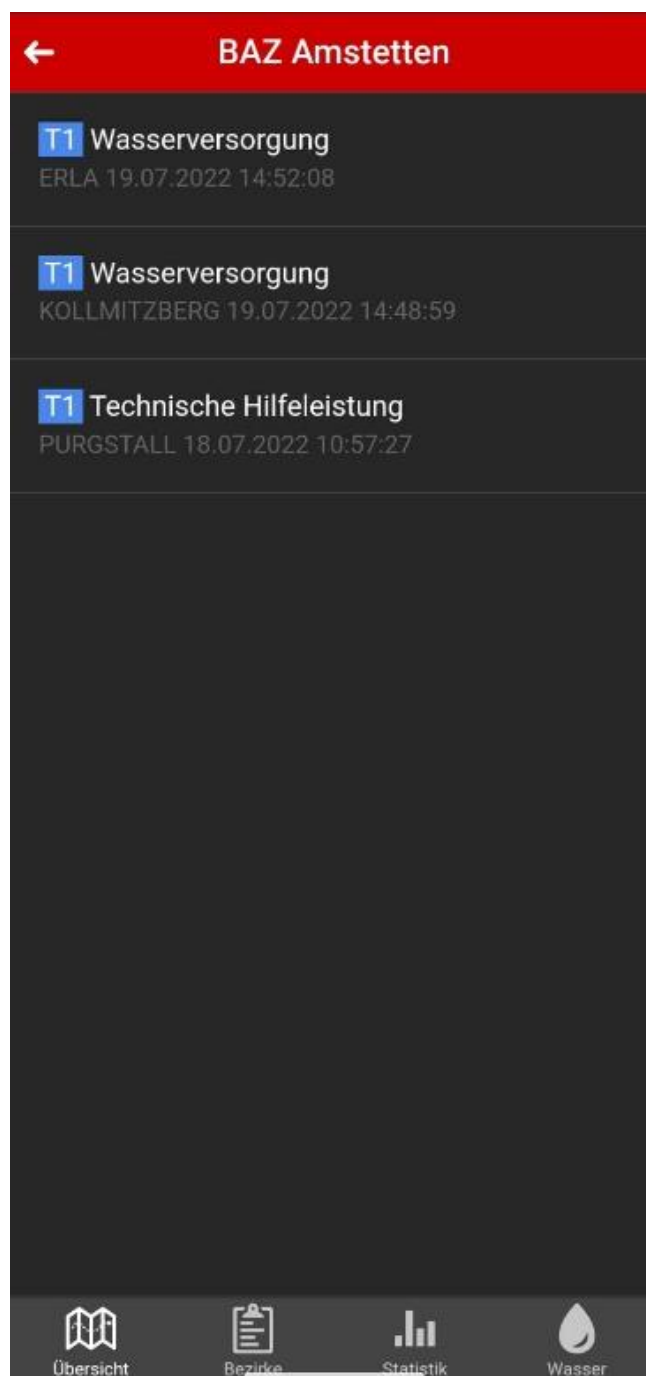 BAZ Amstetten
T1 Wasserversorgung
ERLA 19.07.2022 14:52:08
T1 Wasserversorgung
KOLLMITZBERG 19.07.2022 14:48:59
T1 Technische Hilfeleistung
PURGSTALL 18.07.2022 10:57:27
Übersicht Bezirke Statistik Wasser